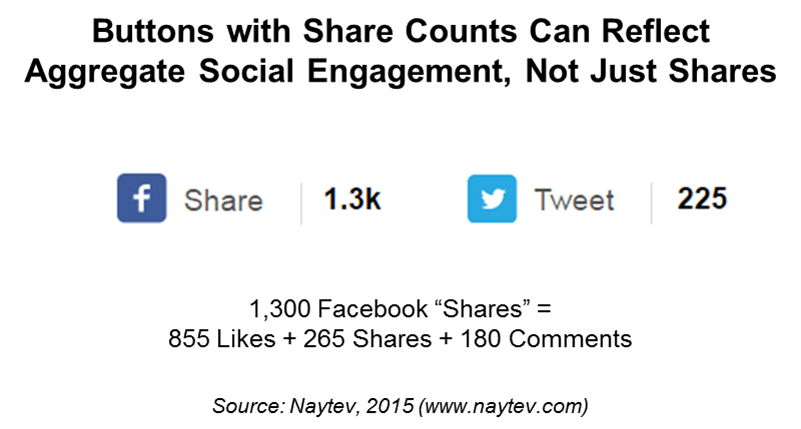 Buttons with Share Counts Can Reflect
Aggregate Social Engagement, Not Just Shares
f Share 1.3k Tweet 225
1,300 Facebook “Shares” =
855 Likes + 265 Shares + 180 Comments
Source: Naytev, 2015 (www.naytev.com)